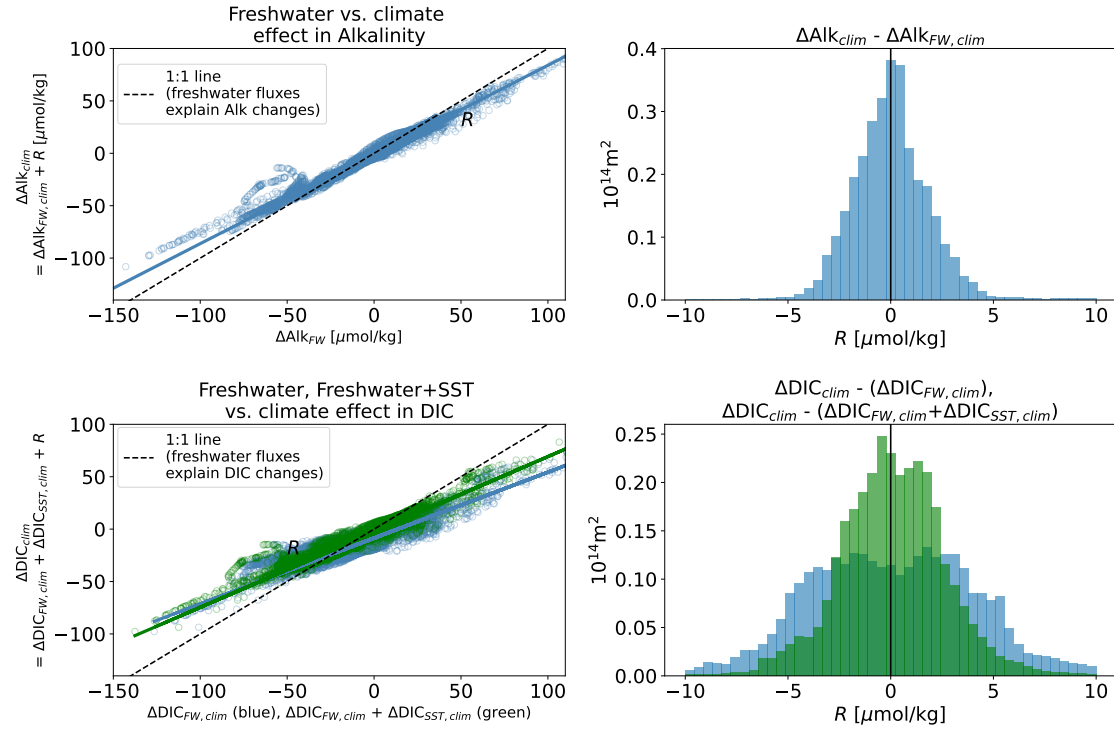 Freshwater vs. climate
effect in Alkalinity
100
50
0
−50
−100
1:1 line
(freshwater fluxes
explain Alk changes)
R
ΔAlk_clim
= ΔAlk_FW, clim + R [μmol/kg]
−150
−100
−50
0
50
100
ΔAlk_FW [μmol/kg]
ΔAlk_clim - ΔAlk_FW, clim
0.4
0.3
0.2
0.1
0.0
10^14 m^2
−10
−5
0
5
10
R [μmol/kg]
Freshwater, Freshwater+SST
vs. climate effect in DIC
100
50
0
−50
−100
1:1 line
(freshwater fluxes
explain DIC changes)
R
ΔDIC_clim
= ΔDIC_FW, clim + ΔDIC_SST, clim + R
−150
−100
−50
0
50
100
ΔDIC_FW, clim (blue), ΔDIC_FW, clim + ΔDIC_SST, clim (green)
ΔDIC_clim - (ΔDIC_FW, clim),
ΔDIC_clim - (ΔDIC_FW, clim+ΔDIC_SST, clim)
0.25
0.20
0.15
0.10
0.05
0.00
10^14 m^2
−10
−5
0
5
10
R [μmol/kg]